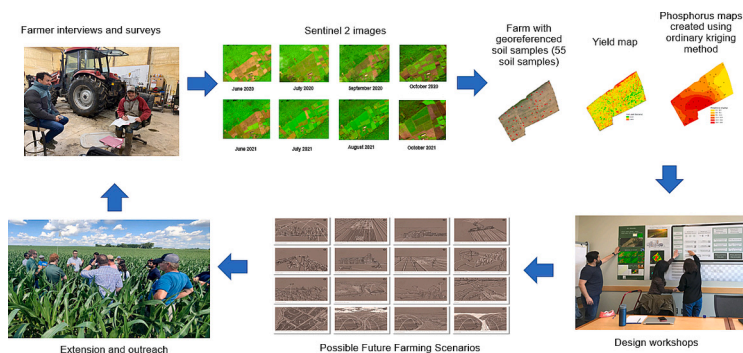 Farmer interviews and surveys
Sentinel 2 images
Farm with
georeferenced
soil samples (55
soil samples)
Yield map
Phosphorus maps
created using
ordinary kriging
method
June 2020
July 2020
September 2020
October 2020
June 2021
July 2021
August 2021
October 2021
Extension and outreach
Possible Future Farming Scenarios
Design workshops